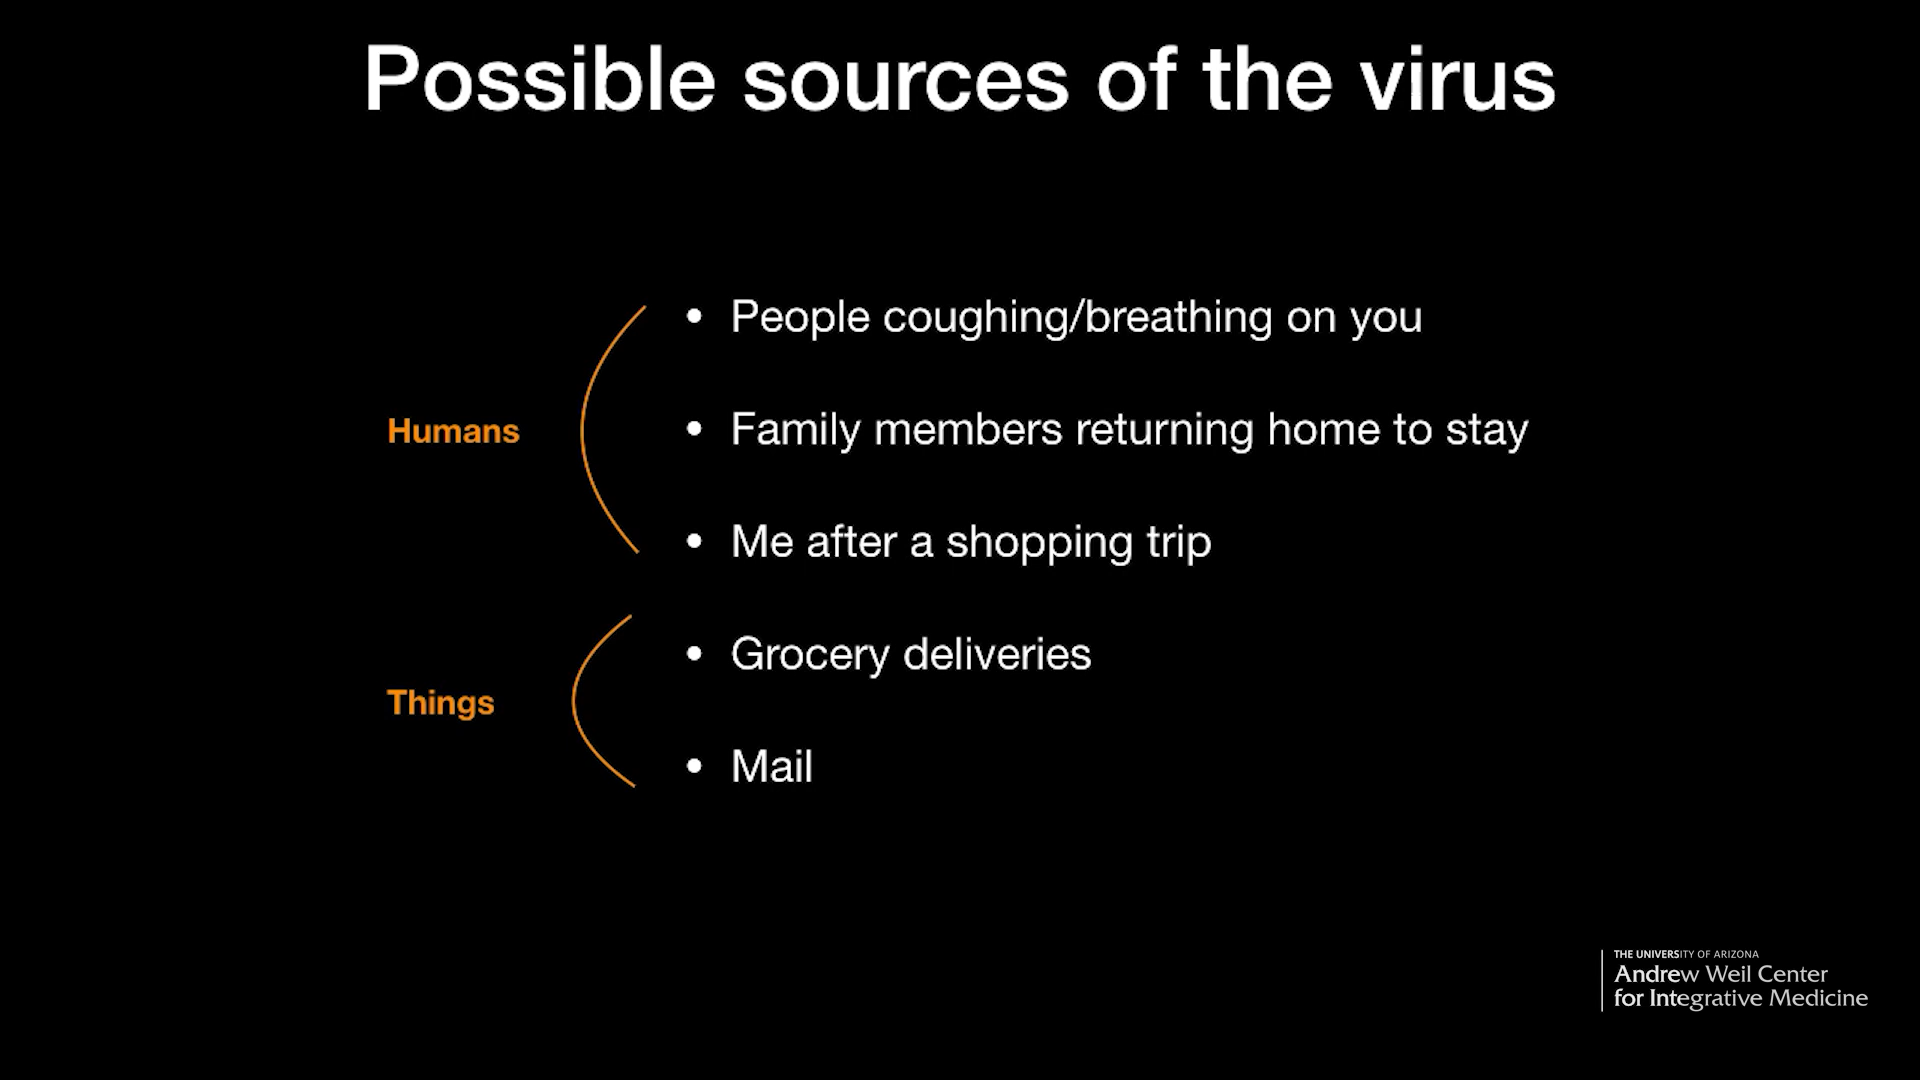 Possible sources of the virus
Humans
• People coughing/breathing on you
• Family members returning home to stay
• Me after a shopping trip
Things
• Grocery deliveries
• Mail
THE UNIVERSITY OF ARIZONA
Andrew Weil Center
for Integrative Medicine